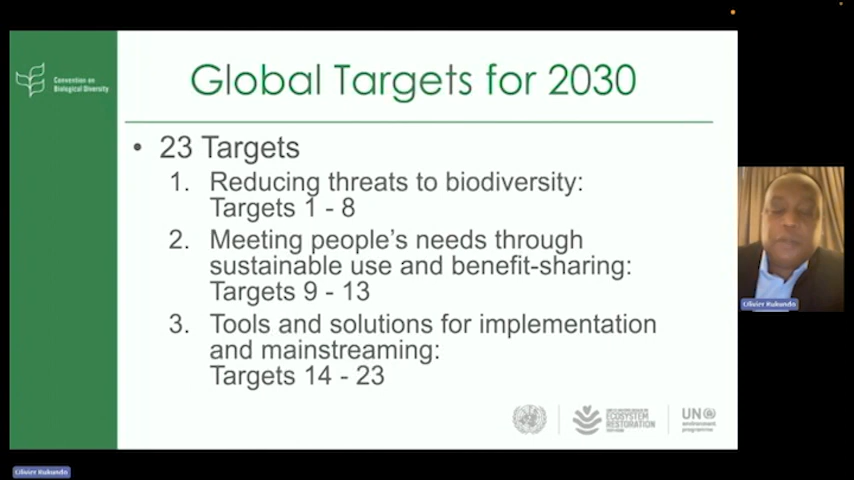 Convention on
Biological Diversity
Global Targets for 2030
• 23 Targets
1. Reducing threats to biodiversity:
Targets 1 - 8
2. Meeting people's needs through
sustainable use and benefit-sharing:
Targets 9 - 13
3. Tools and solutions for implementation
and mainstreaming:
Targets 14 - 23
ECOSYSTEM
RESTORATION
UN
environment
programme
Olivier Rukundo
Olivier Rukundo